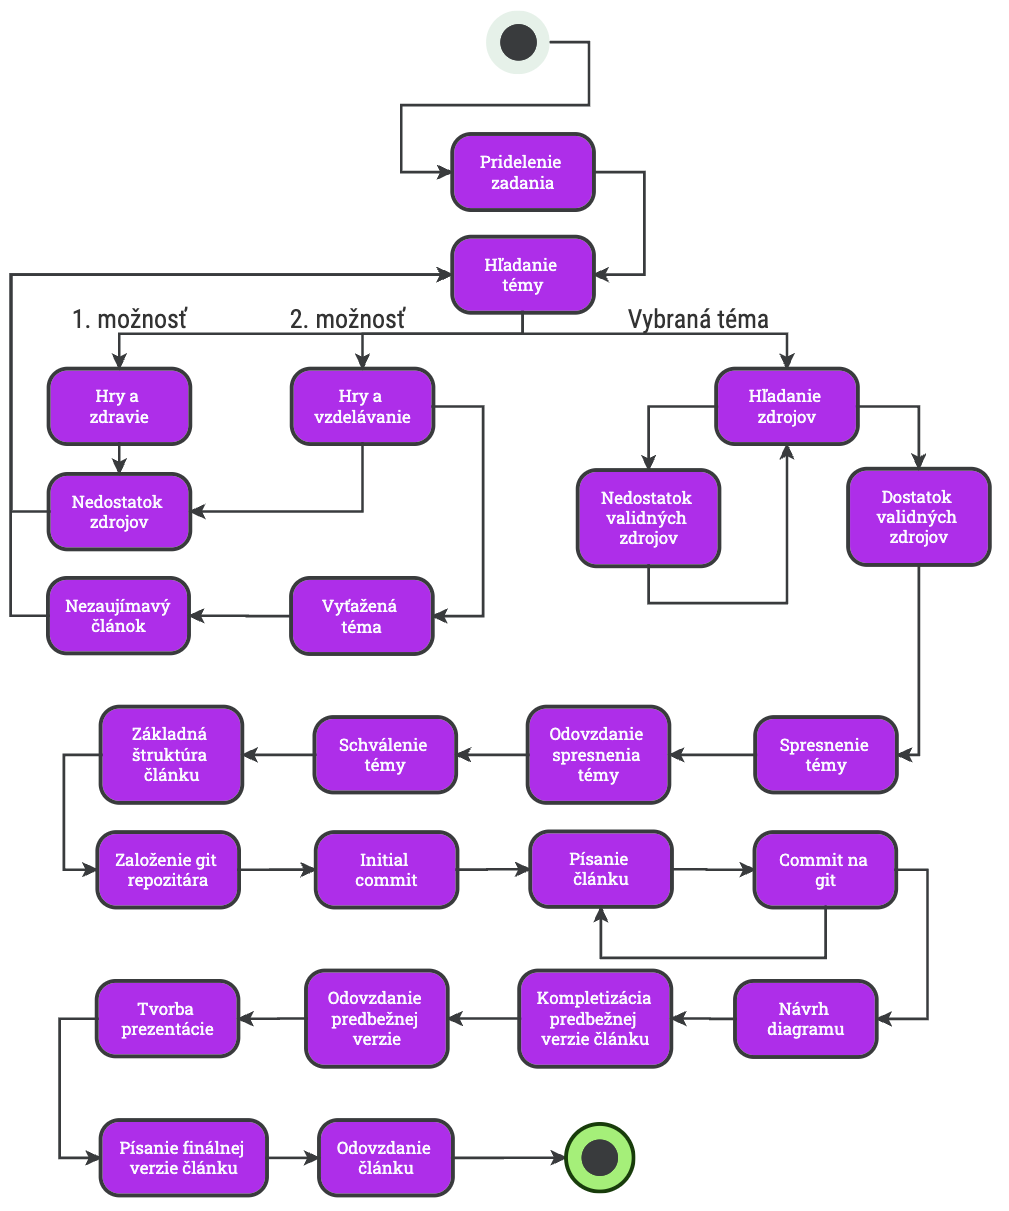 Pridelenie
zadania
Hľadanie
témy
1. možnosť
2. možnosť
Vybraná téma
Hry a
zdravie
Hry a
vzdelávanie
Hľadanie
zdrojov
Nedostatok
zdrojov
Nedostatok
validných
zdrojov
Dostatok
validných
zdrojov
Nezaujímavý
článok
Vyťažená
téma
Základná
štruktúra
článku
Schválenie
témy
Odovzdanie
spresnenia
témy
Spresnenie
témy
Založenie git
repozitára
Initial
commit
Písanie
článku
Commit na
git
Tvorba
prezentácie
Odovzdanie
predbežnej
verzie
Kompletizácia
predbežnej
verzie článku
Návrh
diagramu
Písanie finálnej
verzie článku
Odovzdanie
článku